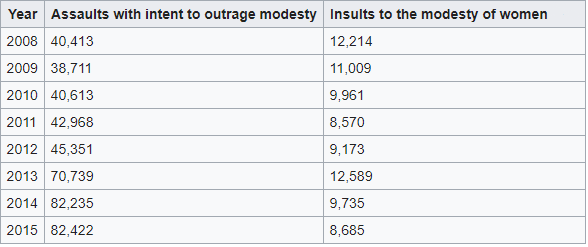 Year Assaults with intent to outrage modesty Insults to the modesty of women
2008 40,413 12,214
2009 38,711 11,009
2010 40,613 9,961
2011 42,968 8,570
2012 45,351 9,173
2013 70,739 12,589
2014 82,235 9,735
2015 82,422 8,685